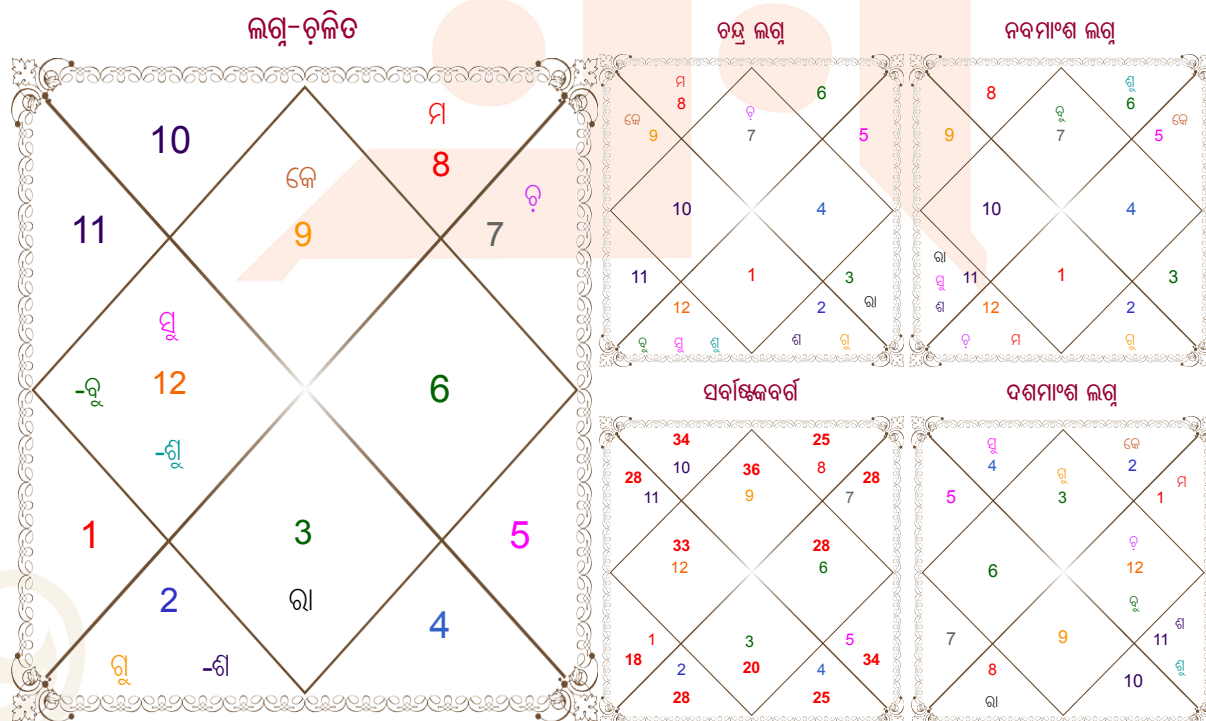 ଲଗ୍ନ-ଚଳିତ
10
ମ
8
କେ
9
ଚ଼
7
11
ସୁ
-ବୁ
12
-ଶୁ
6
1
3
5
2
ରା
4
ଗୁ
-ଶ
ଚନ୍ଦ୍ର ଲଗ୍ନ
ମ
8
6
କେ
9
ଚ଼
7
5
10
4
11
1
3
12
2
ରା
ବୁ ସୁ ଶୁ
ଶ ଗୁ
ନବମାଂଶ ଲଗ୍ନ
8
ଶୁ
6
9
ବୁ
7
କେ
5
10
4
ରା
ସୁ 11
ଶ
1
3
12
2
ଚ଼ ମ
ଗୁ
ସର୍ବାଷ୍ଟକବର୍ଗ
34
25
10
36
8
28
28
11
9
7
33
28
12
6
1
3
5
18
2
20
4
34
28
25
ଦଶମାଂଶ ଲଗ୍ନ
ସୁ
4
କେ
2
5
ଗୁ
3
ମ
1
6
ଚ଼
12
ବୁ
7
9
ଶ
11
8
10
ଶୁ
ରା